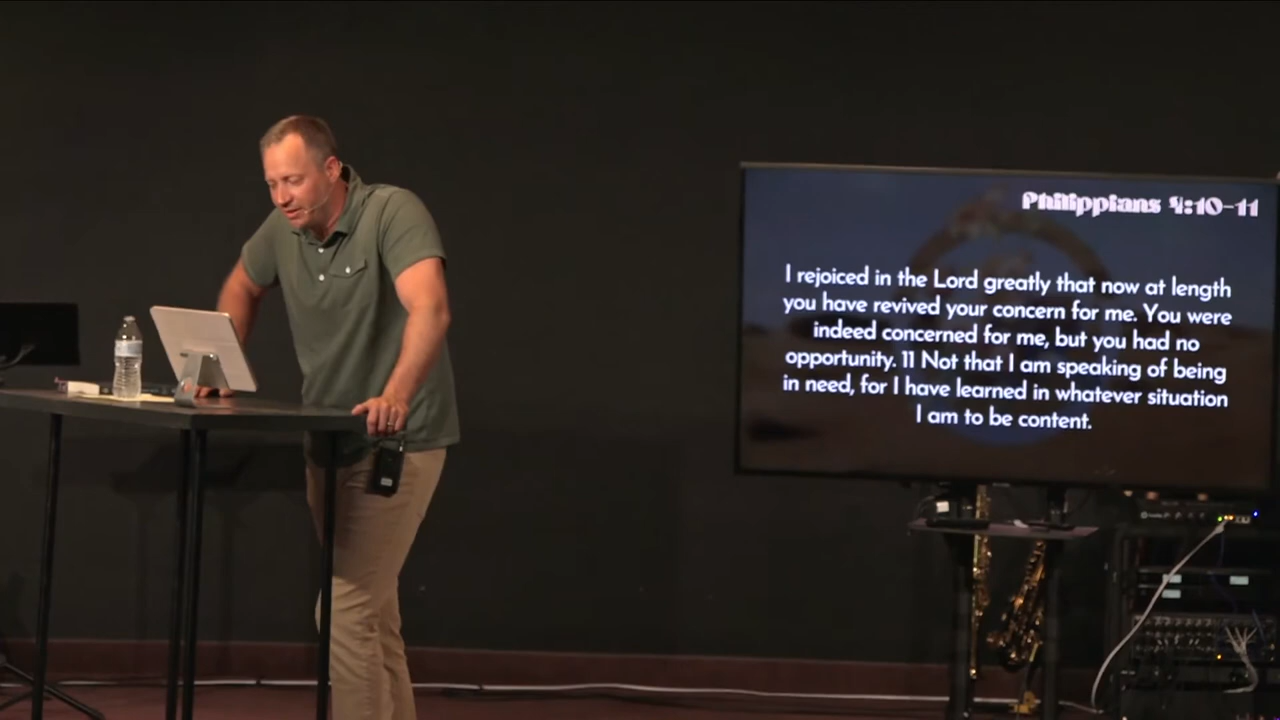 Philippians 4:10-11
I rejoiced in the Lord greatly that now at length
you have revived your concern for me. You were
indeed concerned for me, but you had no
opportunity. 11 Not that I am speaking of being
in need, for I have learned in whatever situation
I am to be content.